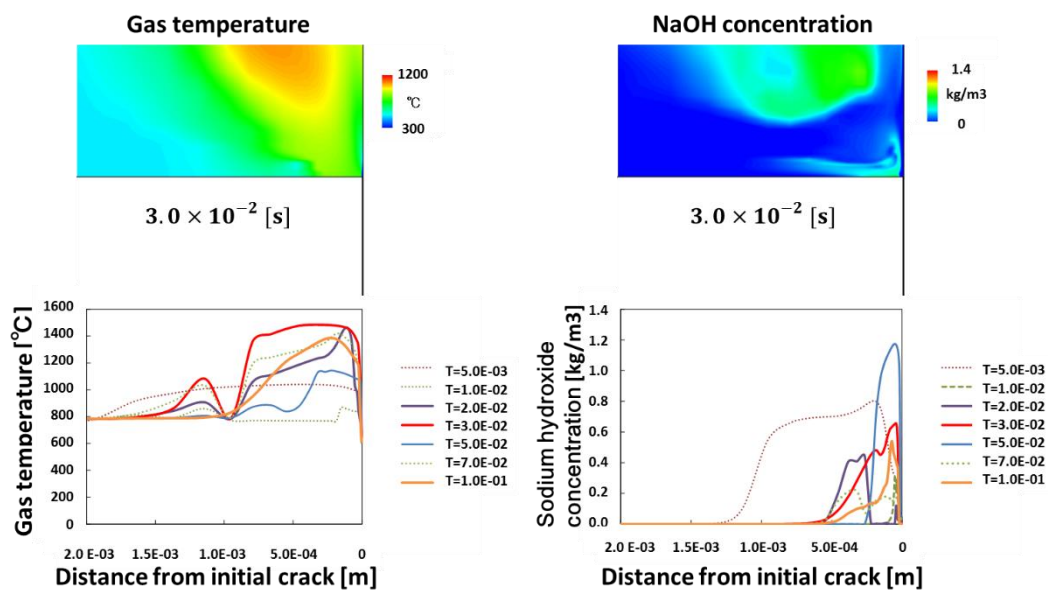 Gas temperature
1200
℃
300
3.0 × 10⁻² [s]
NaOH concentration
1.4
kg/m3
0
3.0 × 10⁻² [s]
Gas temperature [℃]
1600
1400
1200
1000
800
600
400
200
0
2.0 E-03
1.5 E-03
1.0 E-03
5.0 E-04
0
Distance from initial crack [m]
T=5.0E-03
T=1.0E-02
T=2.0E-02
T=3.0E-02
T=5.0E-02
T=7.0E-02
T=1.0E-01
Sodium hydroxide
concentration [kg/m3]
1.4
1.2
1.0
0.8
0.6
0.4
0.2
0.0
2.0 E-03
1.5 E-03
1.0 E-03
5.0 E-04
0
Distance from initial crack [m]
T=5.0E-03
T=1.0E-02
T=2.0E-02
T=3.0E-02
T=5.0E-02
T=7.0E-02
T=1.0E-01